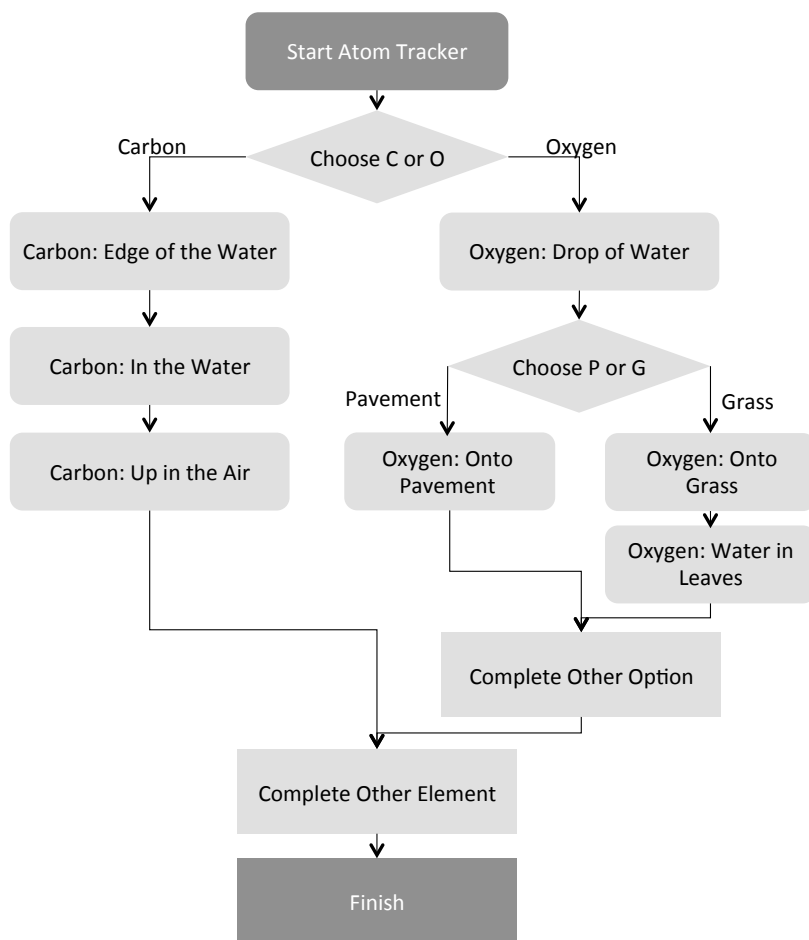 Start Atom Tracker
Carbon
Choose C or O
Oxygen
Carbon: Edge of the Water
Oxygen: Drop of Water
Carbon: In the Water
Choose P or G
Pavement
Grass
Carbon: Up in the Air
Oxygen: Onto
Pavement
Oxygen: Onto
Grass
Oxygen: Water in
Leaves
Complete Other Option
Complete Other Element
Finish